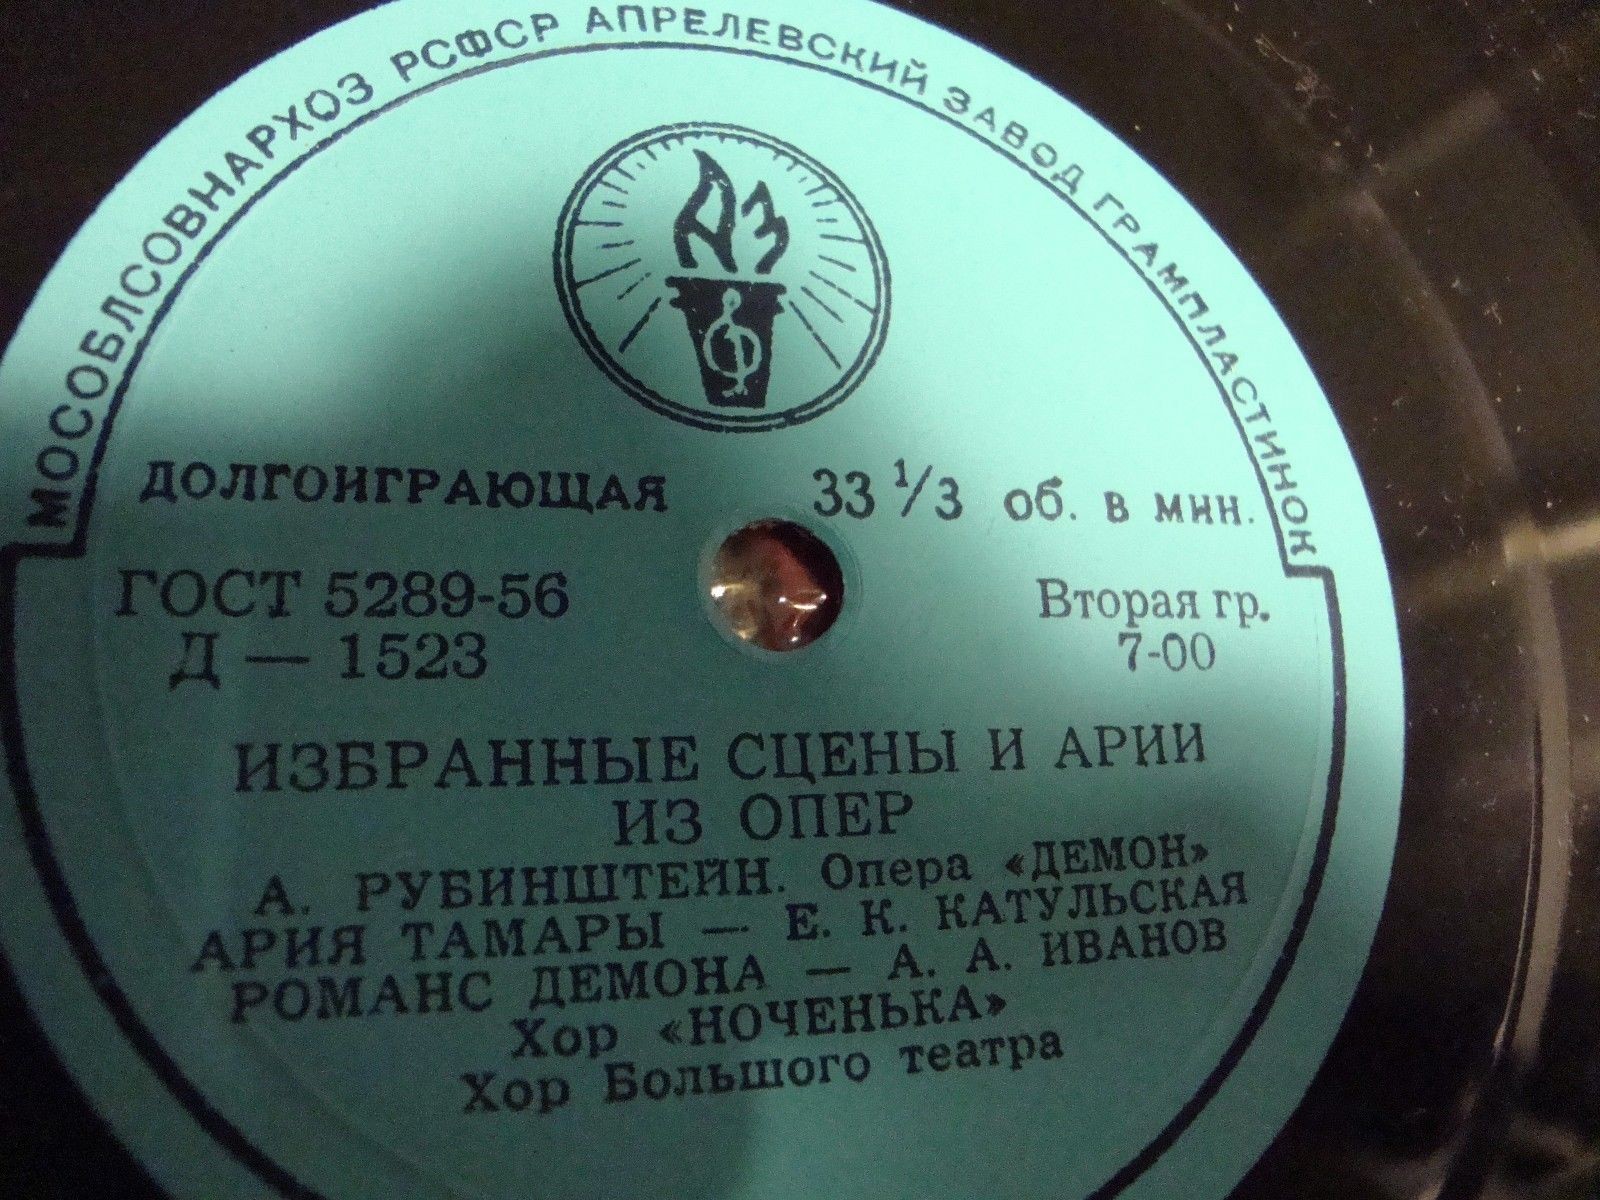 МОСОБЛСОВНАРХОЗ РСФСР АПРЕЛЕВСКИЙ ЗАВОД ГРАМПЛАСТИНОК
АЗ
ДОЛГОИГРАЮЩАЯ 33 1/3 об. в мин.
ГОСТ 5289-56 Вторая гр.
Д — 1523 7-00
ИЗБРАННЫЕ СЦЕНЫ И АРИИ
ИЗ ОПЕР
А. РУБИНШТЕЙН. Опера «ДЕМОН»
АРИЯ ТАМАРЫ — Е. К. КАТУЛЬСКАЯ
РОМАНС ДЕМОНА — А. А. ИВАНОВ
Хор «НОЧЕНЬКА»
Хор Большого театра